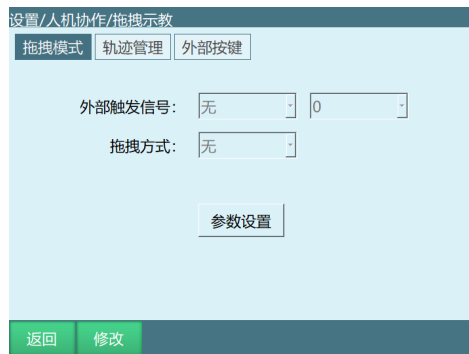 设置/人机协作/拖拽示教
拖拽模式 轨迹管理 外部按键
外部触发信号: 无 0
拖拽方式: 无
参数设置
返回 修改